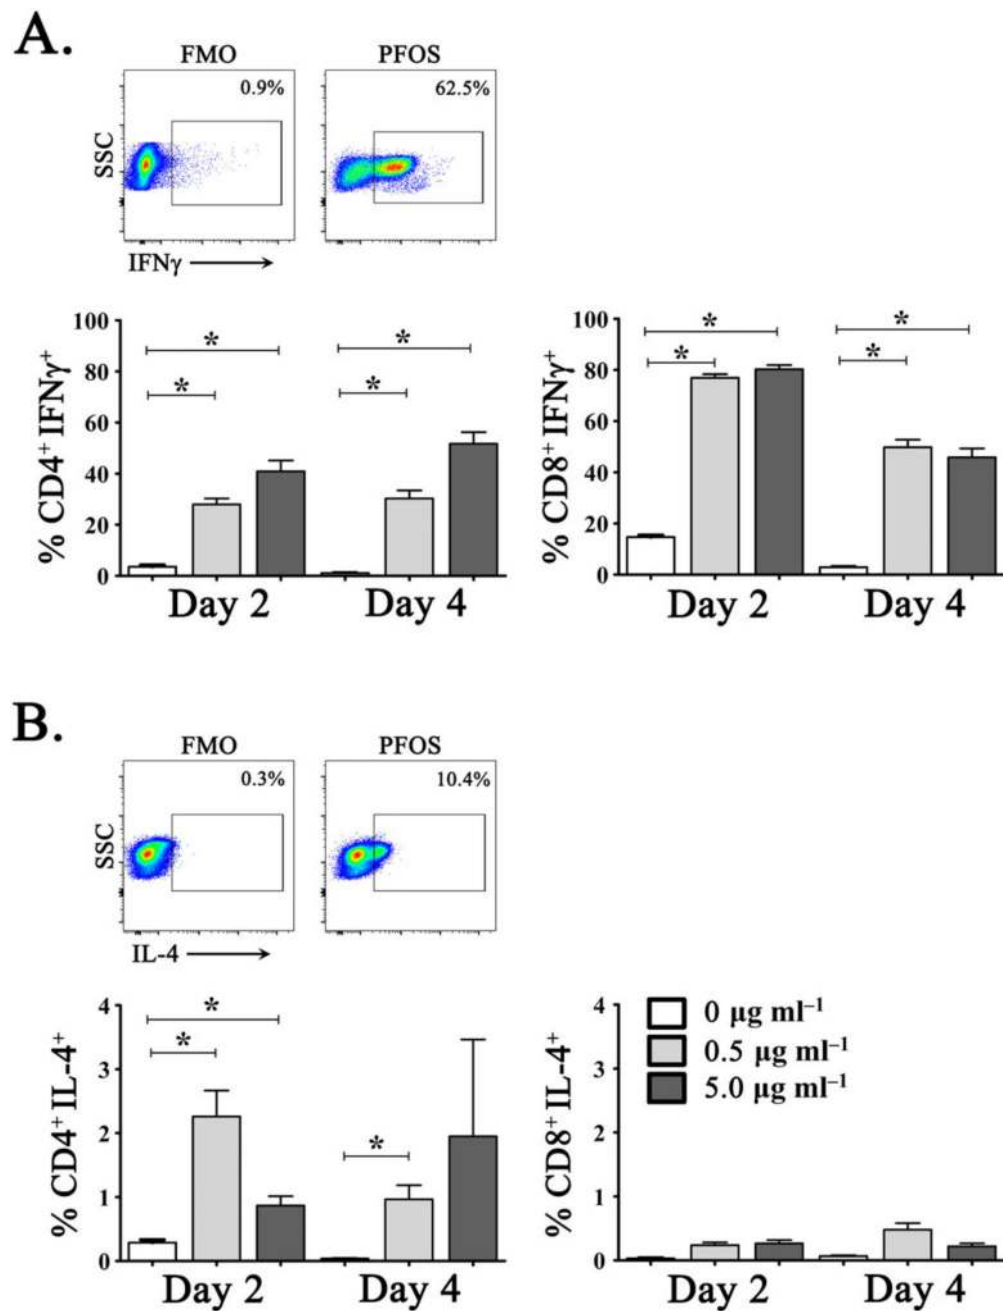 A.
FMO PFOS
0.9% 62.5%
SSC
IFNγ
100 100
80 80
60 60
40 40
20 20
0 0
% CD4⁺ IFNγ⁺
* * * *
Day 2 Day 4
% CD8⁺ IFNγ⁺
* * * *
Day 2 Day 4
B.
FMO PFOS
0.3% 10.4%
SSC
IL-4
4 4
3 3
2 2
1 1
0 0
% CD4⁺ IL-4⁺
* * *
Day 2 Day 4
% CD8⁺ IL-4⁺
0 µg ml⁻¹
0.5 µg ml⁻¹
5.0 µg ml⁻¹
Day 2 Day 4